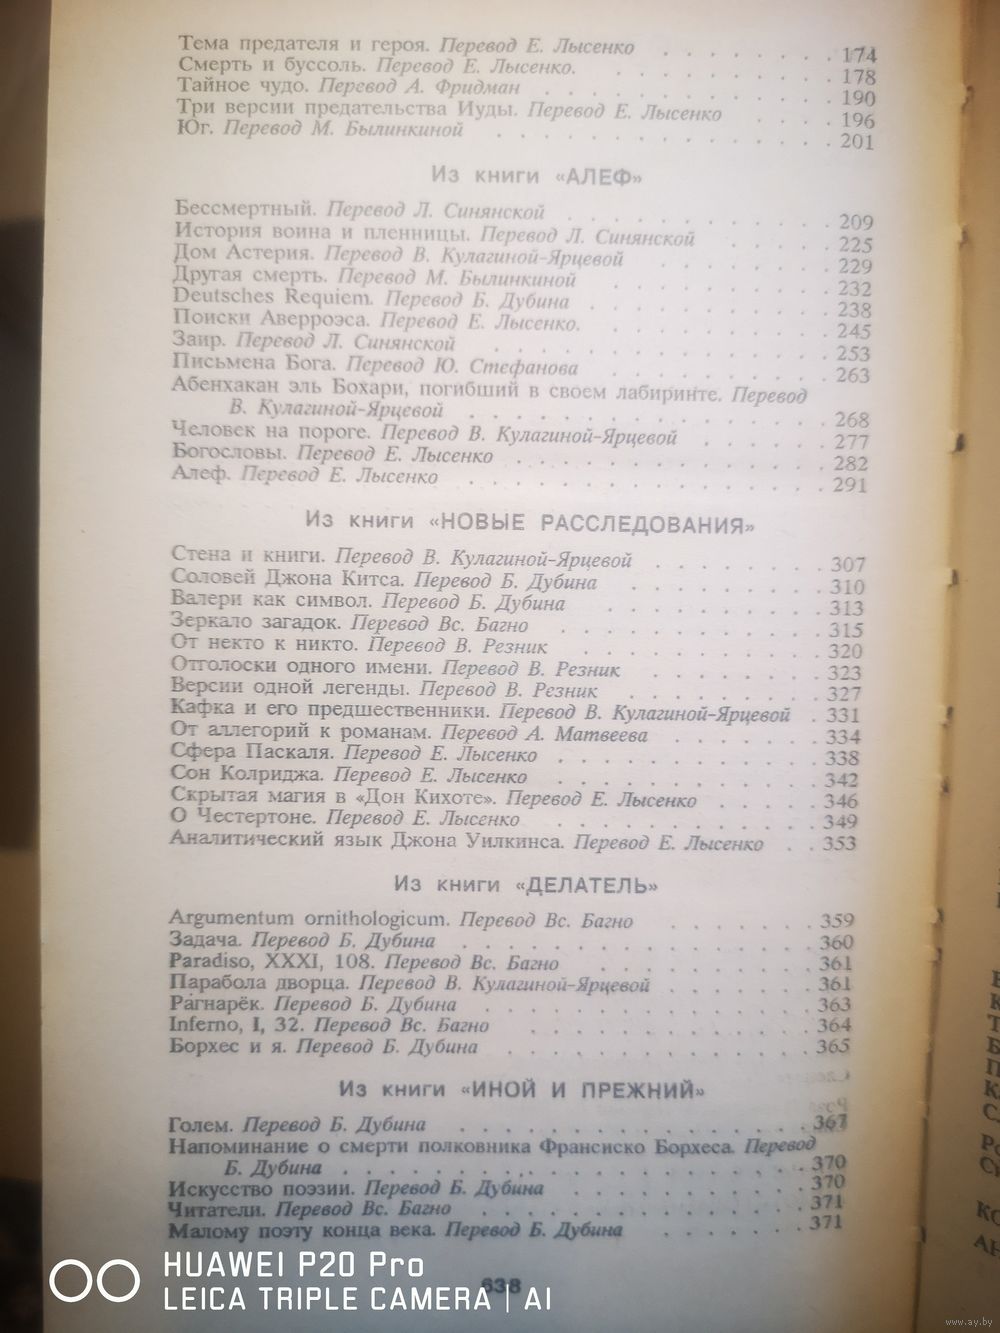 Тема предателя и героя. Перевод Е. Лысенко . . . . . . . . 174
Смерть и буссоль. Перевод Е. Лысенко. . . . . . . . . . . 178
Тайное чудо. Перевод А. Фридман . . . . . . . . . . . . 190
Три версии предательства Иуды. Перевод Е. Лысенко . . . . 196
Юг. Перевод М. Былинкиной . . . . . . . . . . . . . 201
Из книги «АЛЕФ»
Бессмертный. Перевод Л. Синянской . . . . . . . . . . . 209
История воина и пленницы. Перевод Л. Синянской . . . . . 225
Дом Астерия. Перевод В. Кулагиной-Ярцевой . . . . . . . . 229
Другая смерть. Перевод М. Былинкиной . . . . . . . . . . 232
Deutsches Requiem. Перевод Б. Дубина . . . . . . . . . . 238
Поиски Аверроэса. Перевод Е. Лысенко. . . . . . . . . . 245
Заир. Перевод Л. Синянской . . . . . . . . . . . . . . 253
Письмена Бога. Перевод Ю. Стефанова . . . . . . . . . . 263
Абенхакан эль Бохари, погибший в своем лабиринте. Перевод
В. Кулагиной-Ярцевой . . . . . . . . . . . . . . . 268
Человек на пороге. Перевод В. Кулагиной-Ярцевой . . . . . . 277
Богословы. Перевод Е. Лысенко . . . . . . . . . . . . . 282
Алеф. Перевод Е. Лысенко . . . . . . . . . . . . . . . 291
Из книги «НОВЫЕ РАССЛЕДОВАНИЯ»
Стена и книги. Перевод В. Кулагиной-Ярцевой . . . . . . . 307
Соловей Джона Китса. Перевод Б. Дубина . . . . . . . . . 310
Валери как символ. Перевод Б. Дубина . . . . . . . . . . 313
Зеркало загадок. Перевод Вс. Багно . . . . . . . . . . . 315
От некто к никто. Перевод В. Резник . . . . . . . . . . . 320
Отголоски одного имени. Перевод В. Резник . . . . . . . . 323
Версии одной легенды. Перевод В. Резник . . . . . . . . . 327
Кафка и его предшественники. Перевод В. Кулагиной-Ярцевой . 331
От аллегорий к романам. Перевод А. Матвеева . . . . . . . 334
Сфера Паскаля. Перевод Е. Лысенко . . . . . . . . . . . 338
Сон Колриджа. Перевод Е. Лысенко . . . . . . . . . . . 342
Скрытая магия в «Дон Кихоте». Перевод Е. Лысенко . . . . . 346
О Честертоне. Перевод Е. Лысенко . . . . . . . . . . . . 349
Аналитический язык Джона Уилкинса. Перевод Е. Лысенко . . 353
Из книги «ДЕЛАТЕЛЬ»
Argumentum ornithologicum. Перевод Вс. Багно . . . . . . . 359
Задача. Перевод Б. Дубина . . . . . . . . . . . . . . . 360
Paradiso, XXXI, 108. Перевод Вс. Багно . . . . . . . . . . 361
Парабола дворца. Перевод В. Кулагиной-Ярцевой . . . . . . 361
Рагнарёк. Перевод Б. Дубина . . . . . . . . . . . . . . 363
Inferno, I, 32. Перевод Вс. Багно . . . . . . . . . . . . 364
Борхес и я. Перевод Б. Дубина . . . . . . . . . . . . . 365
Из книги «ИНОЙ И ПРЕЖНИЙ»
Голем. Перевод Б. Дубина . . . . . . . . . . . . . . . 367
Напоминание о смерти полковника Франсиско Борхеса. Перевод
Б. Дубина . . . . . . . . . . . . . . . . . . . . 370
Искусство поэзии. Перевод Б. Дубина . . . . . . . . . . . 370
Читатели. Перевод Вс. Багно . . . . . . . . . . . . . . 371
Малому поэту конца века. Перевод Б. Дубина . . . . . . . 371
638
HUAWEI P20 Pro
LEICA TRIPLE CAMERA | AI
www.ay.by